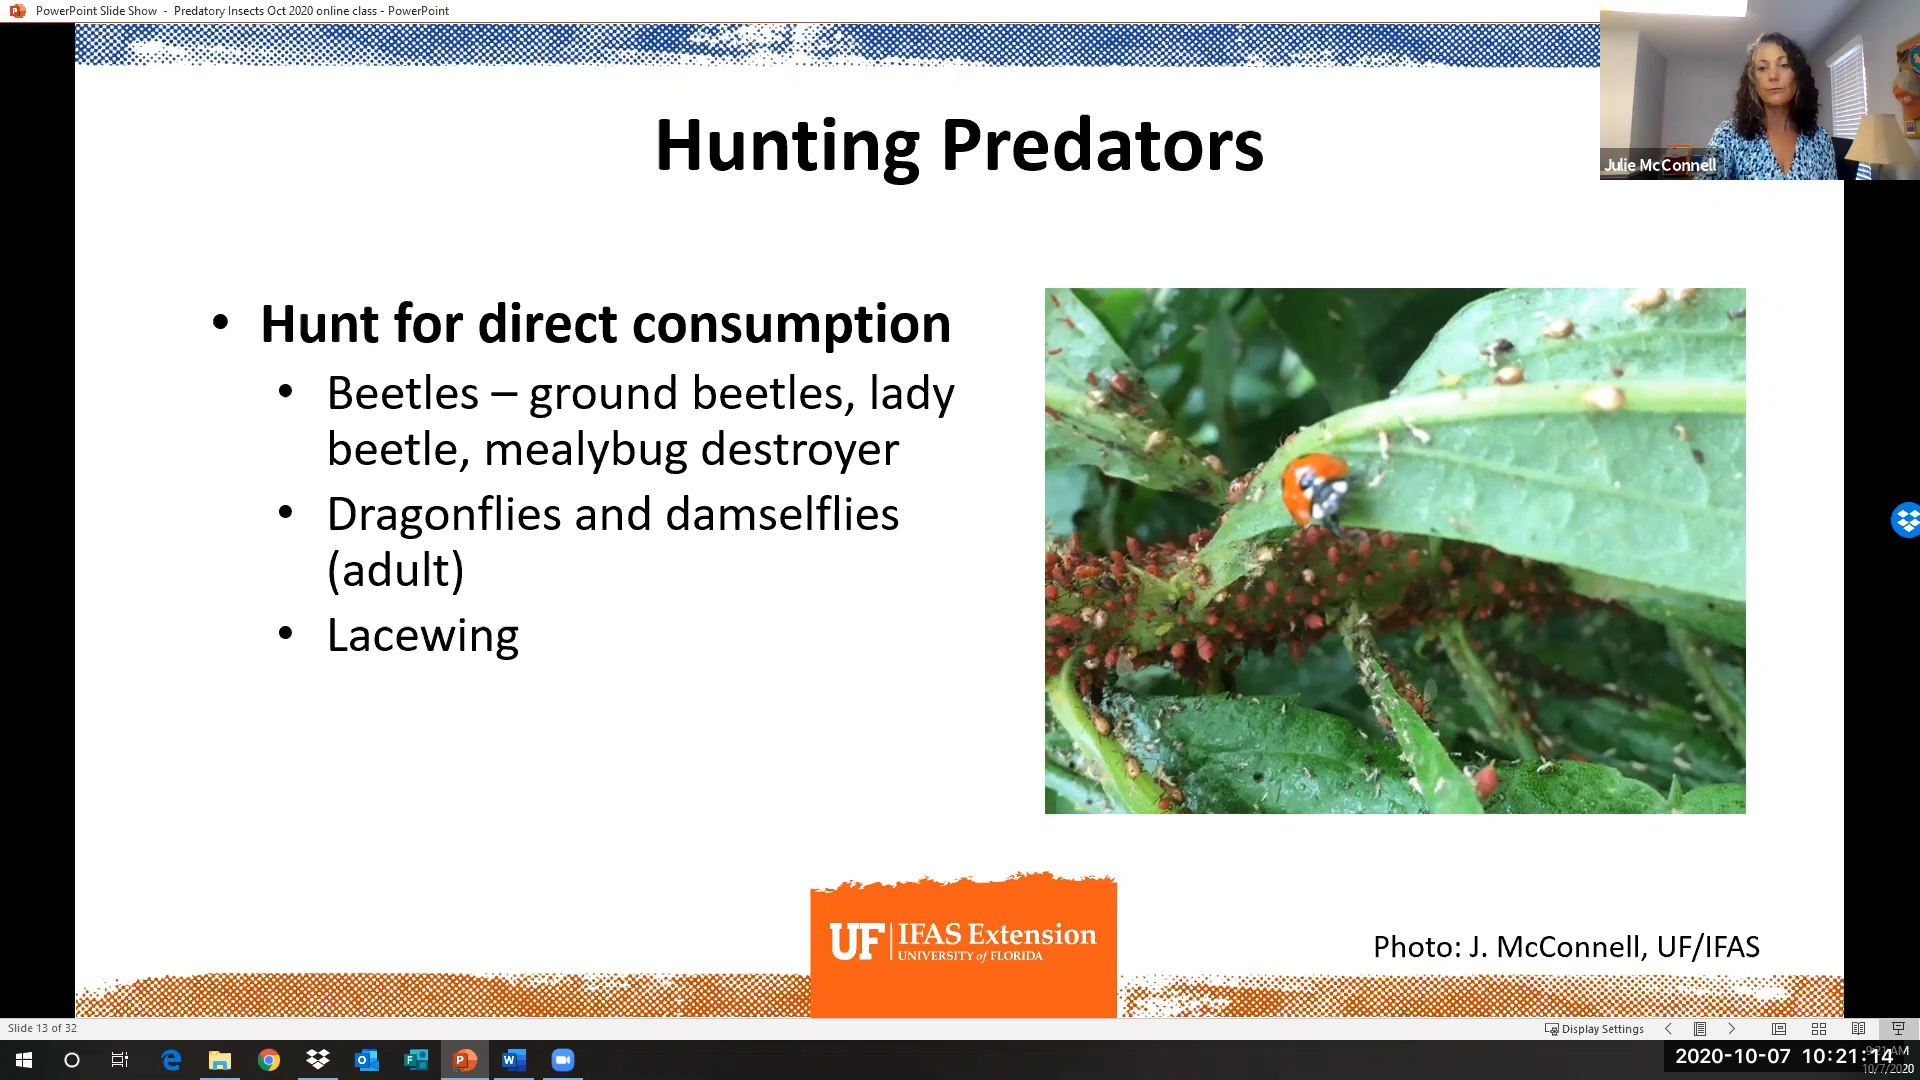 PowerPoint Slide Show - Predatory Insects Oct 2020 online class - PowerPoint
Julie McConnell
Hunting Predators
• Hunt for direct consumption
• Beetles – ground beetles, lady
beetle, mealybug destroyer
• Dragonflies and damselflies
(adult)
• Lacewing
UF IFAS Extension
UNIVERSITY of FLORIDA
Photo: J. McConnell, UF/IFAS
Slide 13 of 32
Display Settings
2020-10-07 10:21:14
10/7/2020